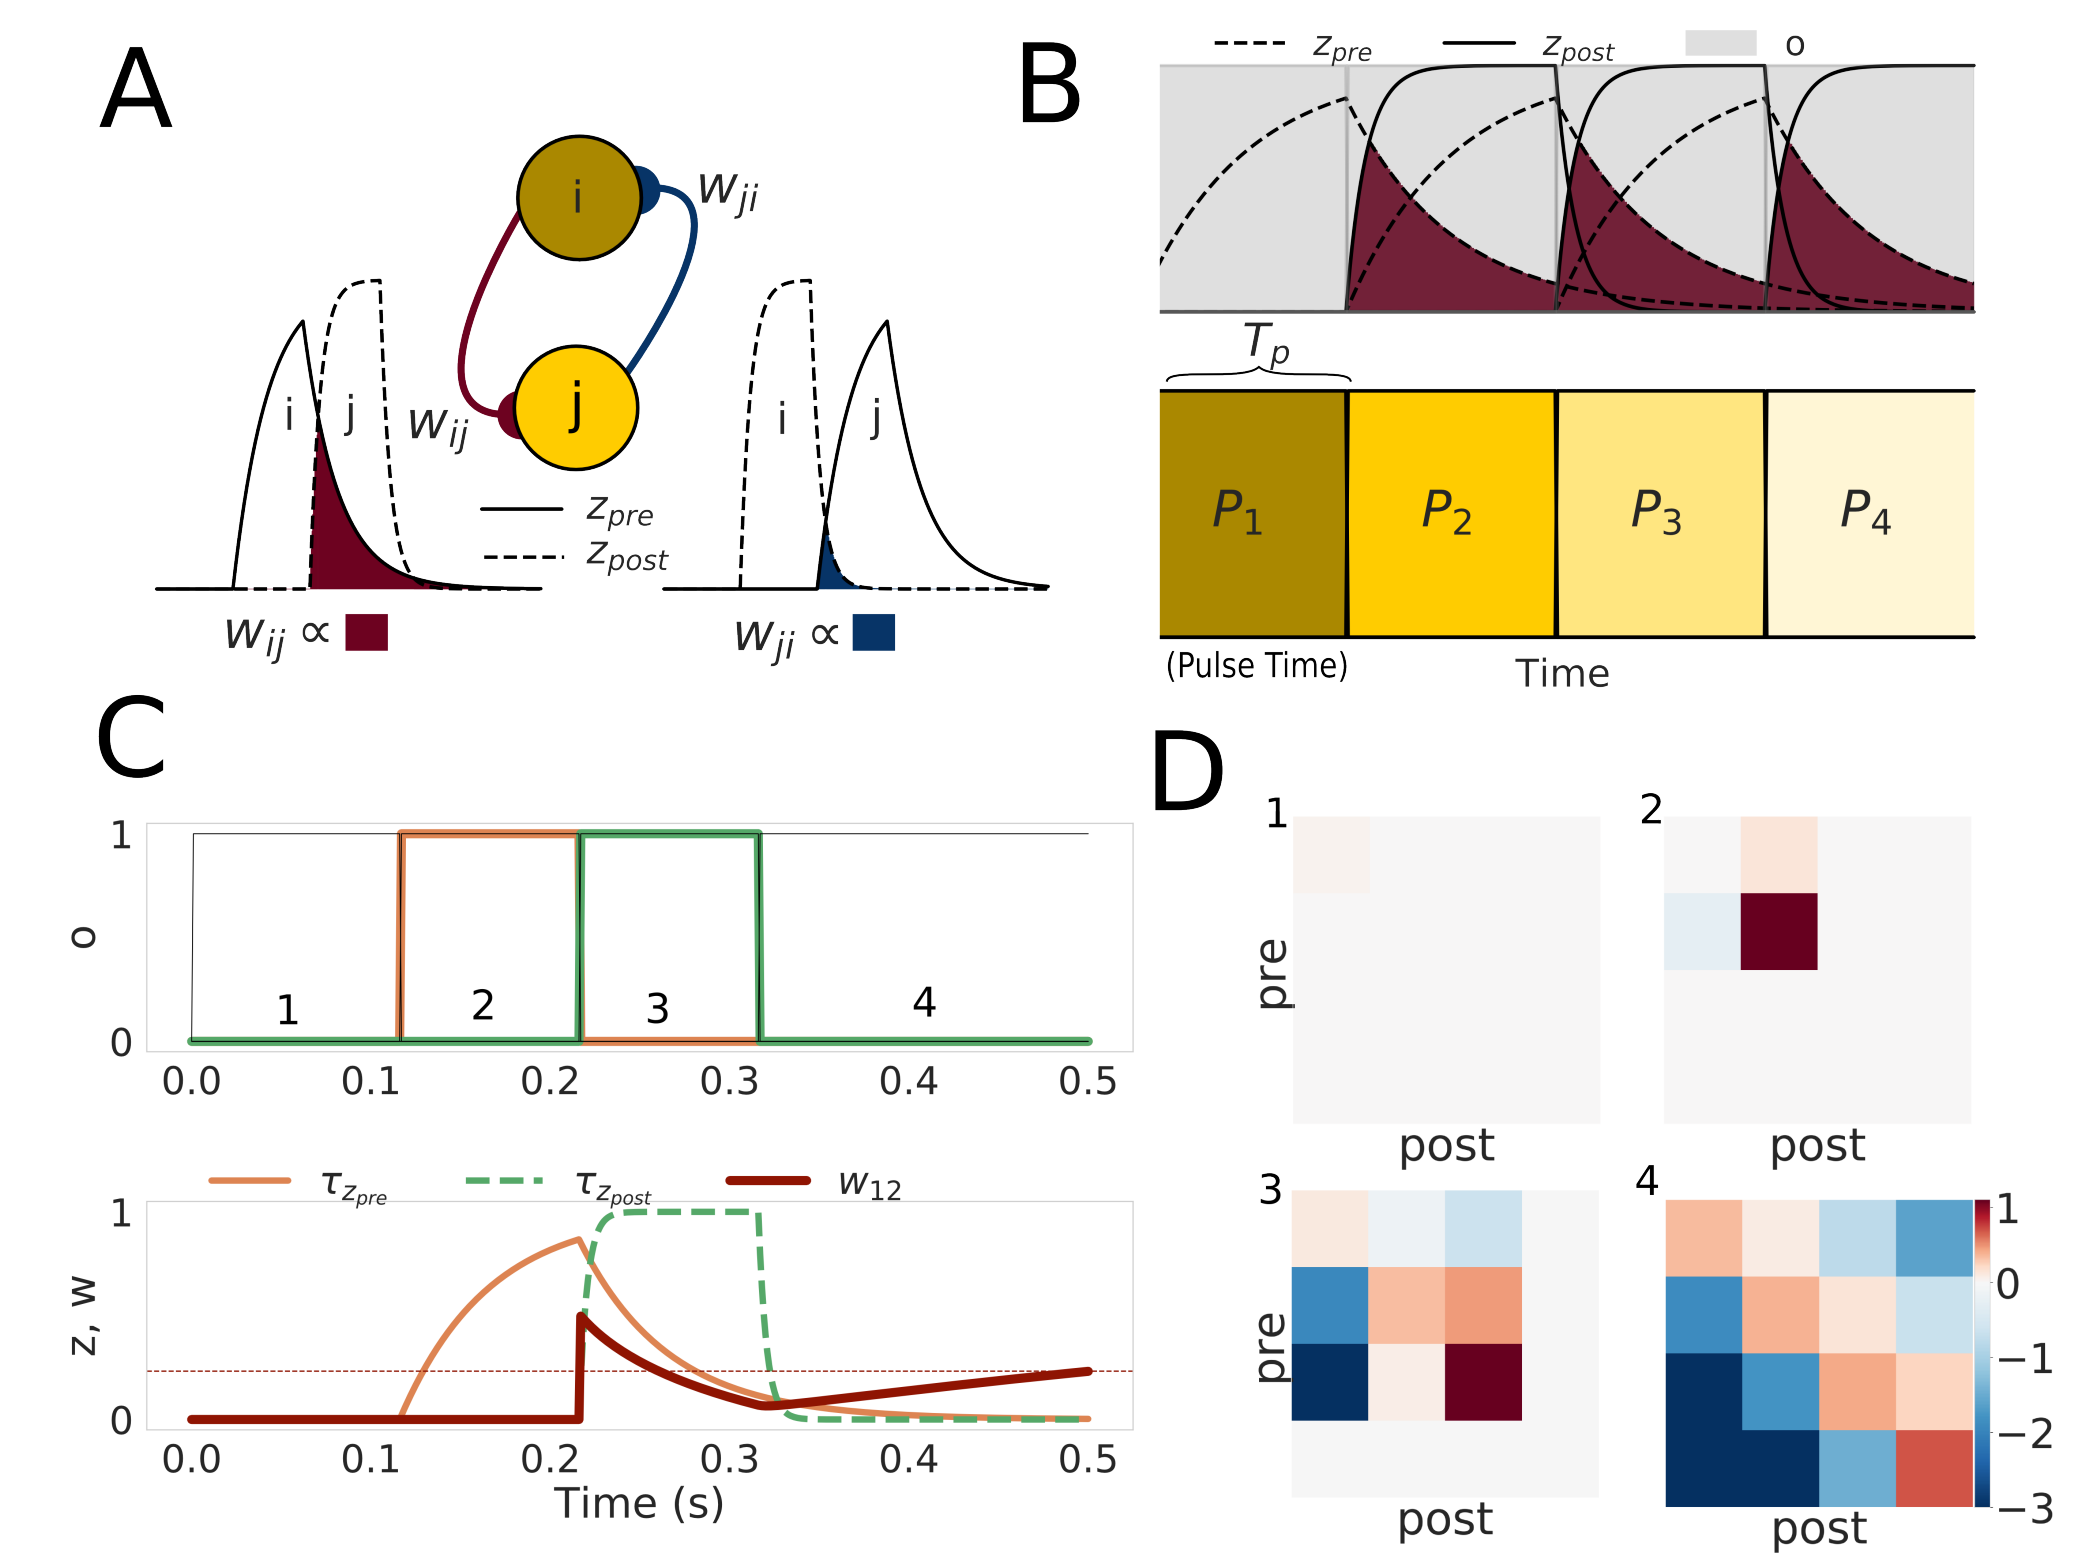 A
i
w_ji
i j
j
w_ij
z_pre
z_post
i j
w_ij ∝
w_ji ∝
B
z_pre z_post o
T_p
P_1 P_2 P_3 P_4
(Pulse Time) Time
C
1
o
1 2 3 4
0
0.0 0.1 0.2 0.3 0.4 0.5
τ_z_pre τ_z_post w_12
1
z, w
0
0.0 0.1 0.2 0.3 0.4 0.5
Time (s)
D
1 2
pre
post post
3 4
pre
1
0
−1
−2
−3
post post